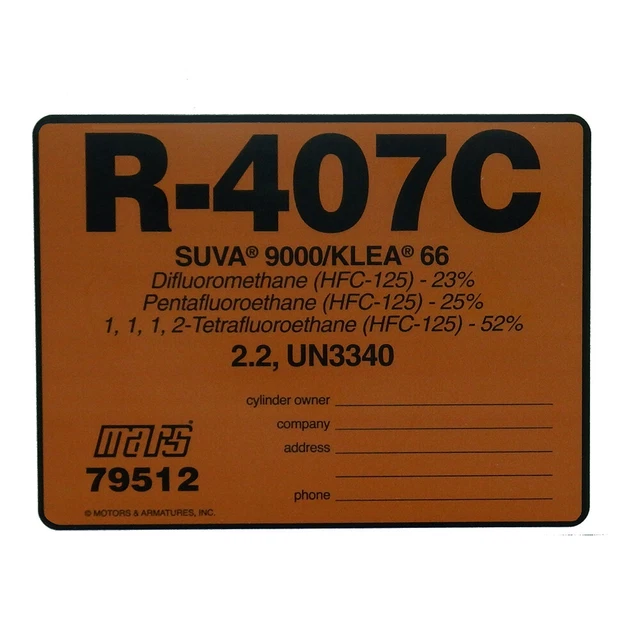 R-407C
SUVA® 9000/KLEA® 66
Difluoromethane (HFC-125) - 23%
Pentafluoroethane (HFC-125) - 25%
1, 1, 1, 2-Tetrafluoroethane (HFC-125) - 52%
2.2, UN3340
cylinder owner
company
address
phone
mars®
79512
© MOTORS & ARMATURES, INC.